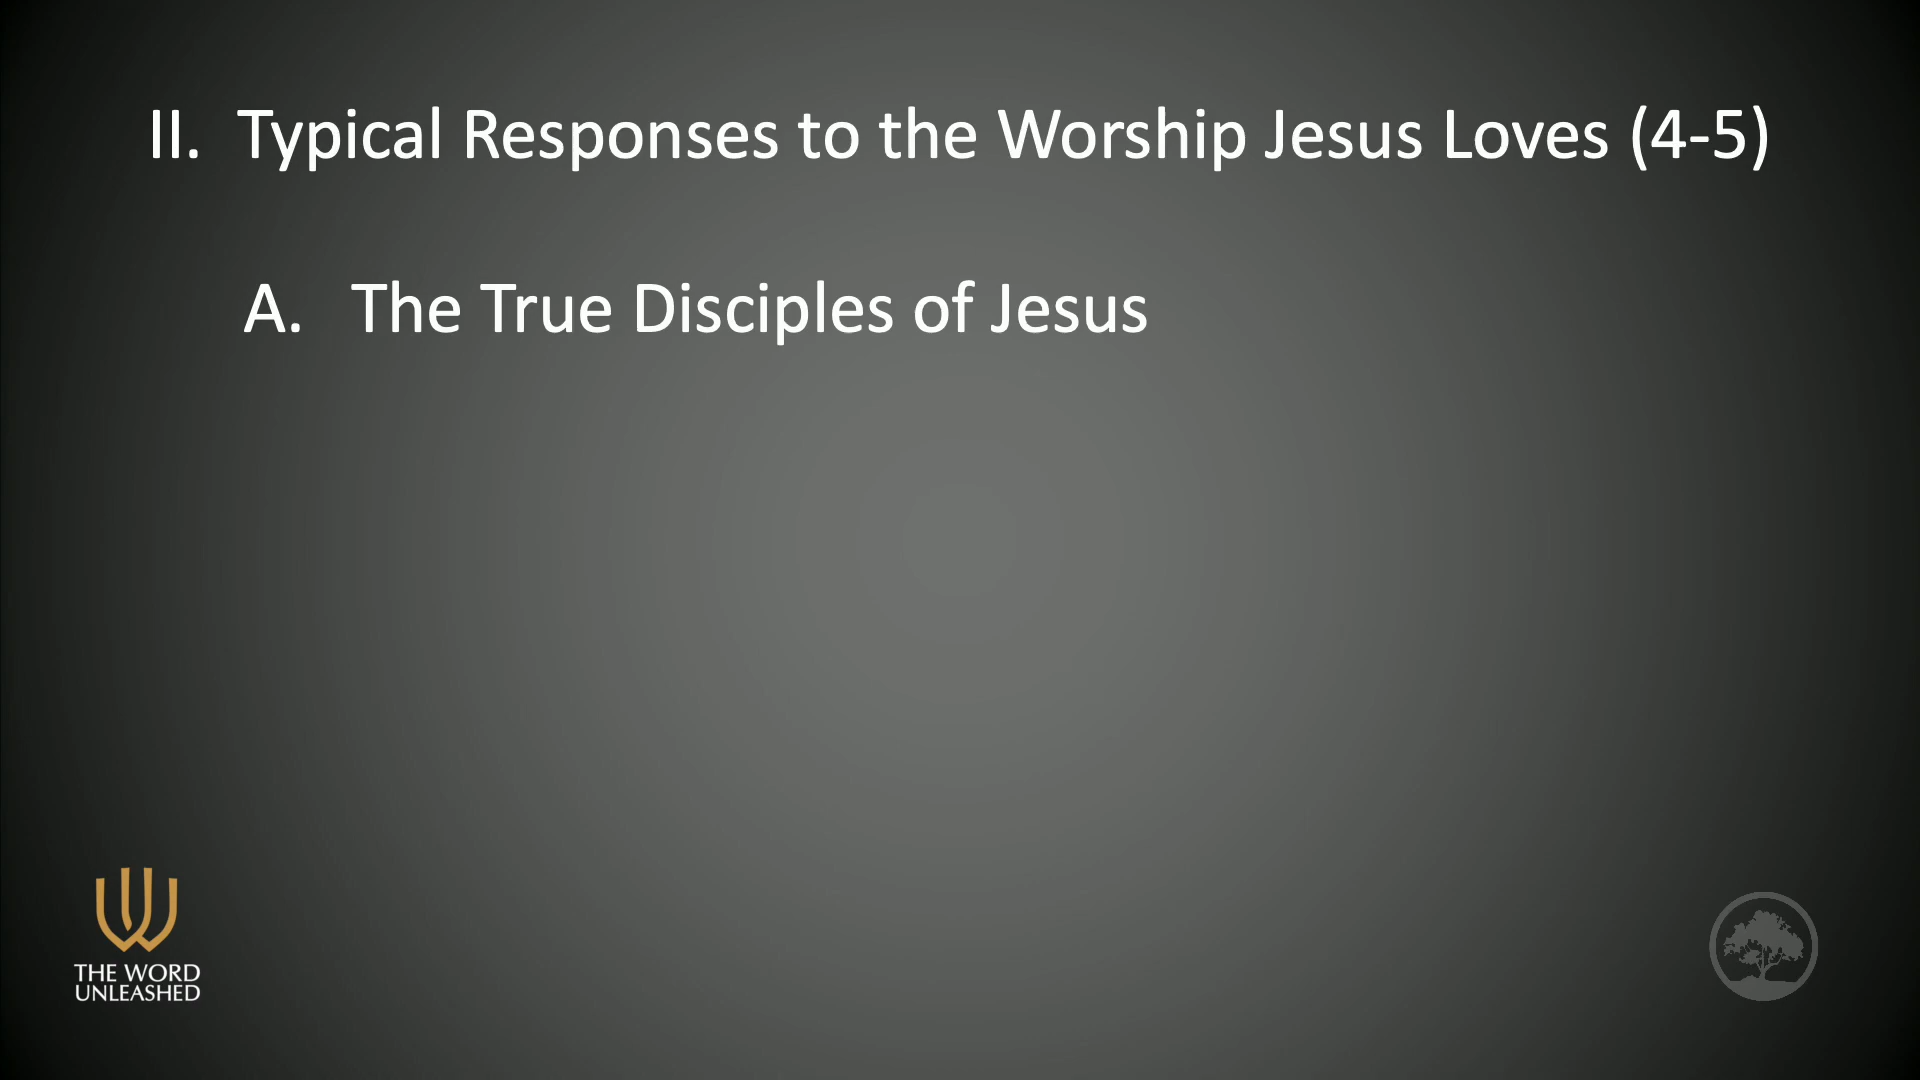 II. Typical Responses to the Worship Jesus Loves (4-5)
A. The True Disciples of Jesus
THE WORD
UNLEASHED